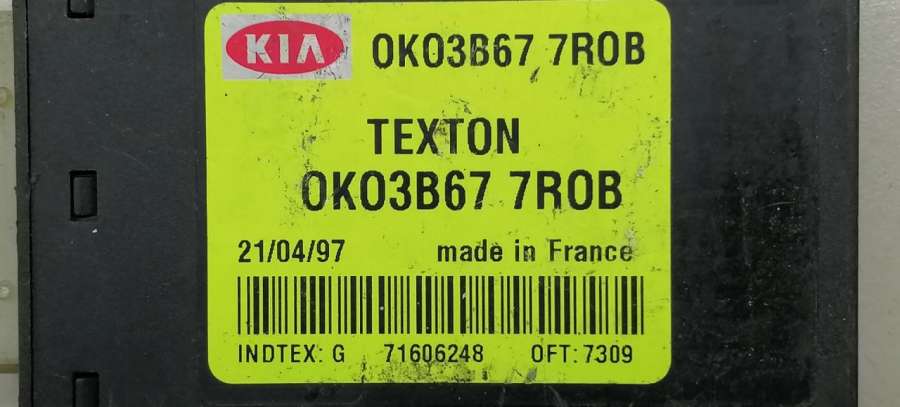 KIA 0K03B67 7R0B
TEXTON
0K03B67 7R0B
21/04/97 made in France
INDTEX: G 71606248 OFT: 7309